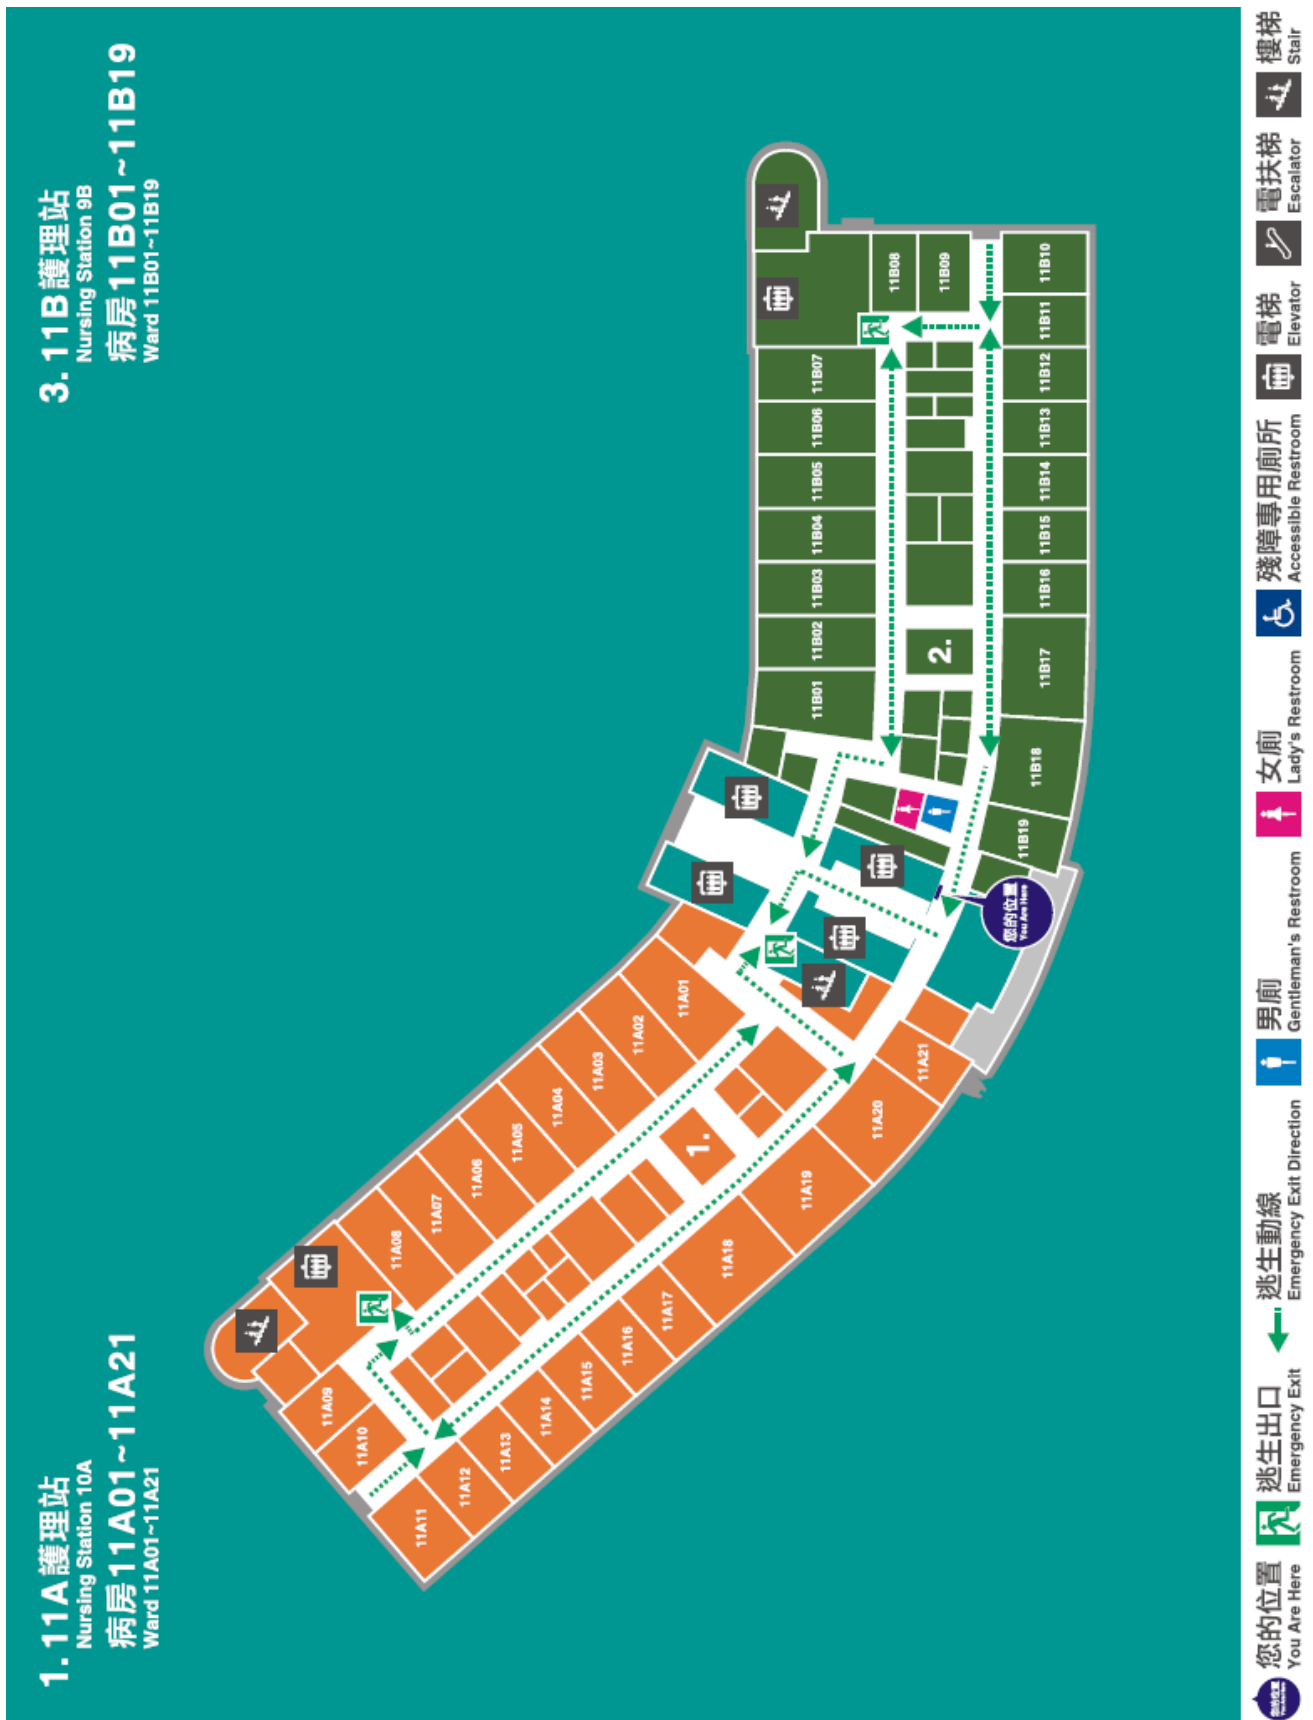 1. 11A護理站
Nursing Station 10A
病房11A01~11A21
Ward 11A01~11A21
3. 11B護理站
Nursing Station 9B
病房11B01~11B19
Ward 11B01~11B19
11A01
11A02
11A03
11A04
11A05
11A06
11A07
11A08
11A09
11A10
11A11
11A12
11A13
11A14
11A15
11A16
11A17
11A18
11A19
11A20
11A21
1.
11B01
11B02
11B03
11B04
11B05
11B06
11B07
11B08
11B09
11B10
11B11
11B12
11B13
11B14
11B15
11B16
11B17
11B18
11B19
2.
您的位置
You Are Here
您的位置
You Are Here
您的位置
You Are Here
逃生出口
Emergency Exit
逃生動線
Emergency Exit Direction
男廁
Gentleman's Restroom
女廁
Lady's Restroom
殘障專用廁所
Accessible Restroom
電梯
Elevator
電扶梯
Escalator
樓梯
Stair